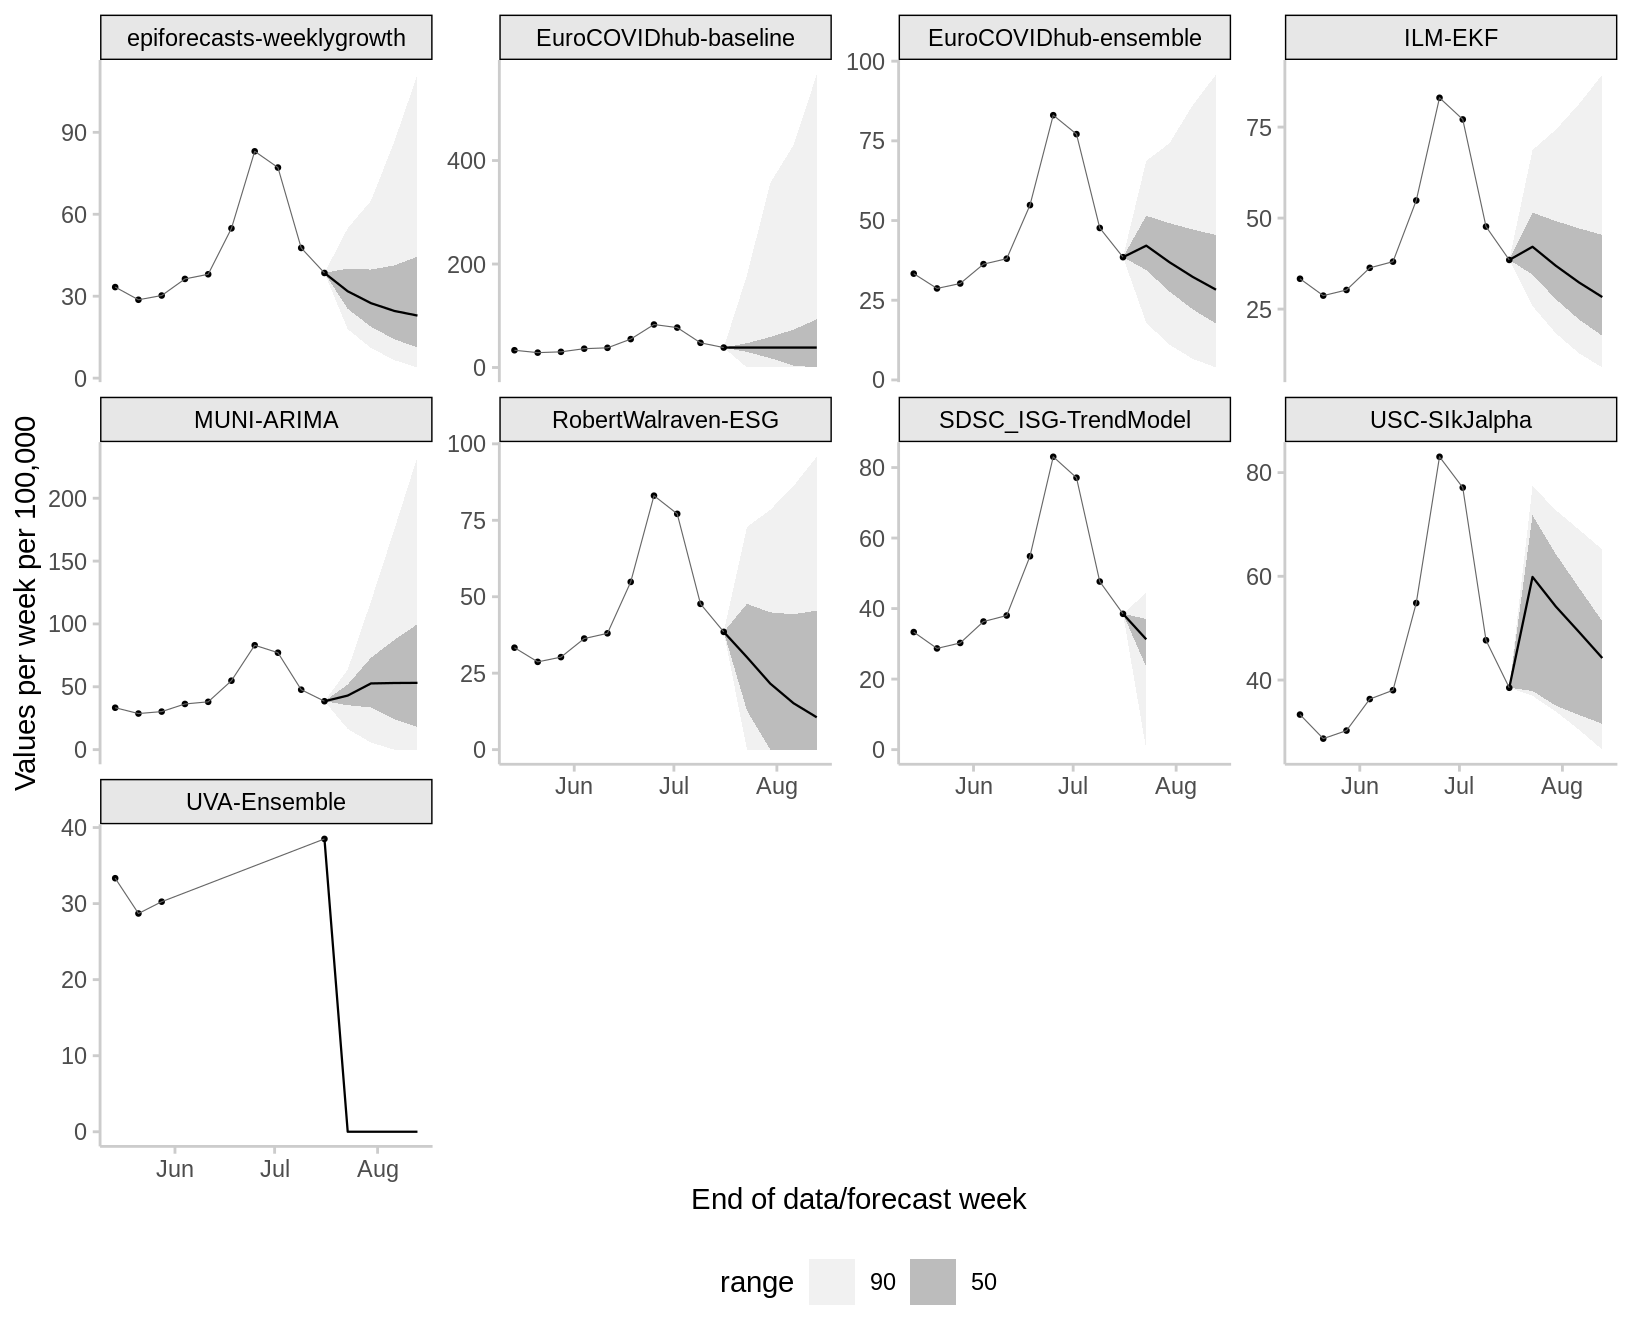 epiforecasts-weeklygrowth
EuroCOVIDhub-baseline
EuroCOVIDhub-ensemble
ILM-EKF
90
60
30
0
400
200
0
100
75
50
25
0
75
50
25
MUNI-ARIMA
RobertWalraven-ESG
SDSC_ISG-TrendModel
USC-SIkJalpha
200
150
100
50
0
100
75
50
25
0
80
60
40
20
0
80
60
40
Jun Jul Aug
Jun Jul Aug
Jun Jul Aug
UVA-Ensemble
40
30
20
10
0
Jun Jul Aug
Values per week per 100,000
End of data/forecast week
range 90 50